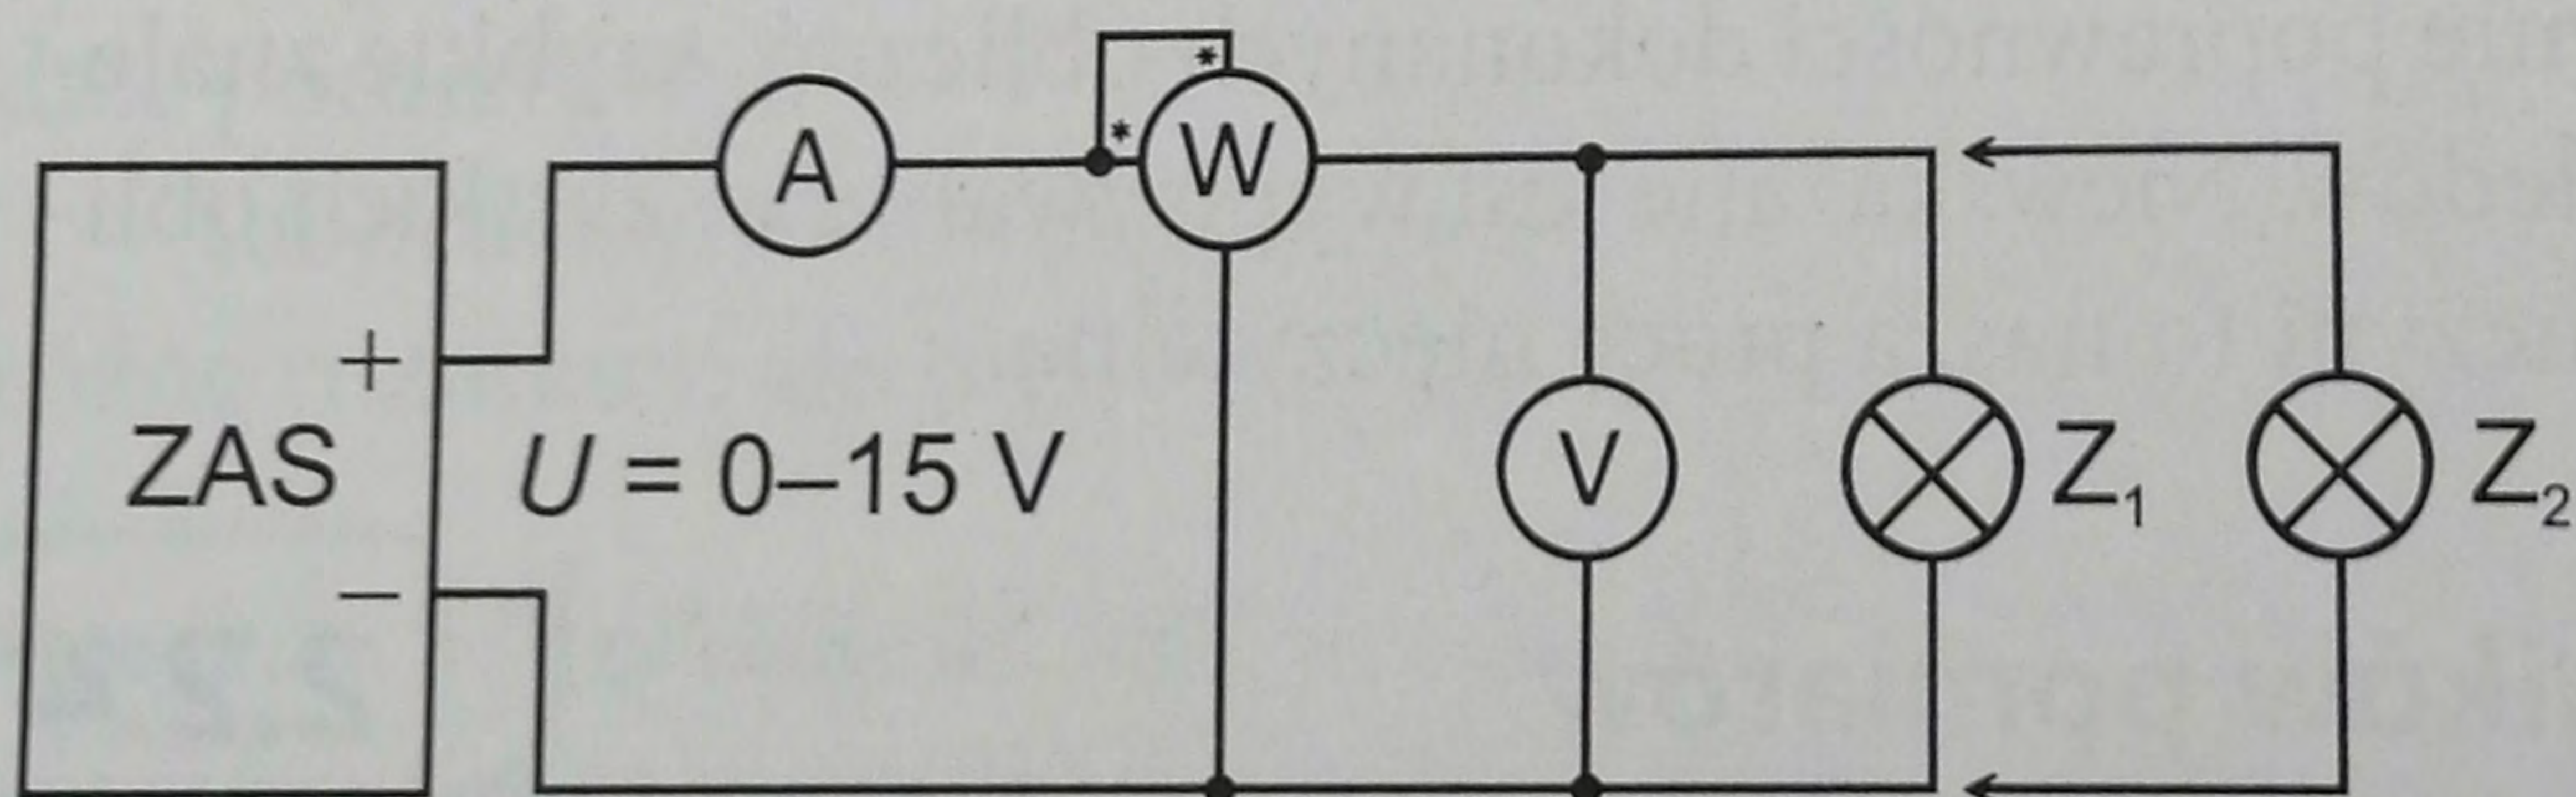 *
*
A
W
+
ZAS
U = 0–15 V
V
Z₁
Z₂
–